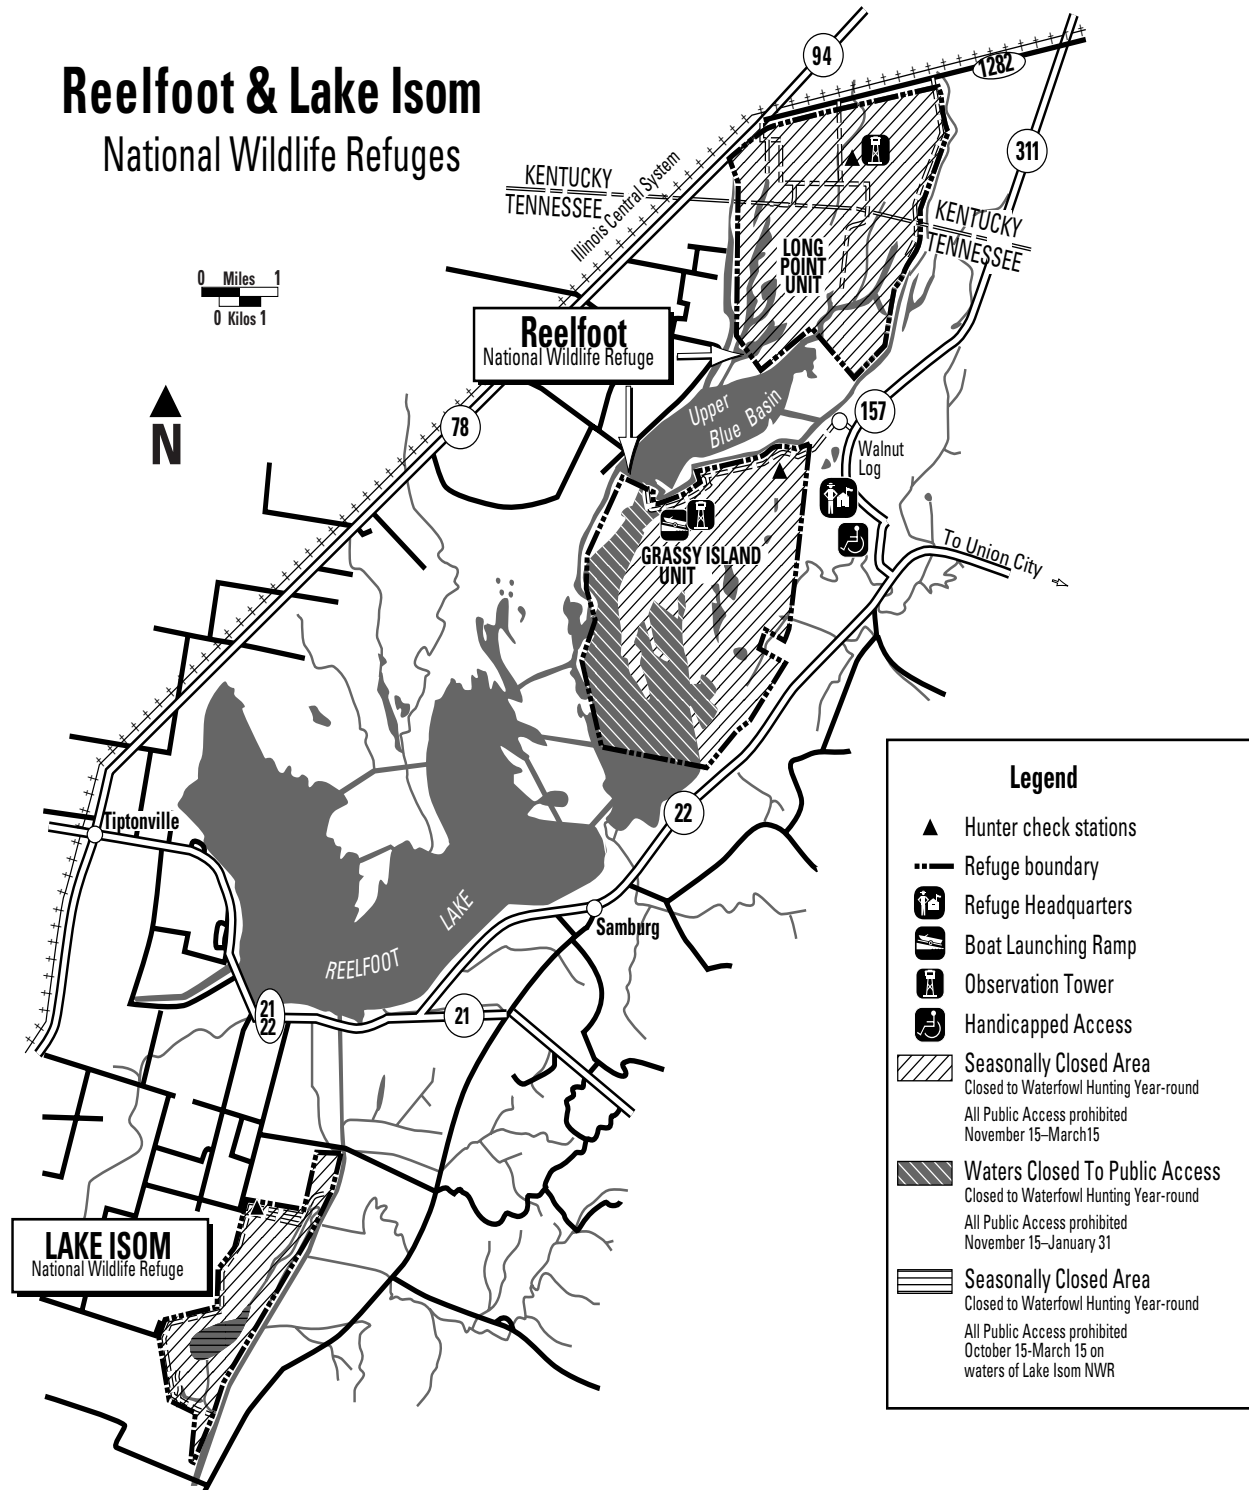 Reelfoot & Lake Isom
National Wildlife Refuges
94
1282
311
KENTUCKY
TENNESSEE
Illinois Central System
KENTUCKY
TENNESSEE
LONG
POINT
UNIT
0 Miles 1
0 Kilos 1
Reelfoot
National Wildlife Refuge
N
78
Upper
Blue Basin
157
Walnut
Log
GRASSY ISLAND
UNIT
To Union City
Tiptonville
22
Samburg
REELFOOT LAKE
21
22
21
LAKE ISOM
National Wildlife Refuge
Legend
Hunter check stations
Refuge boundary
Refuge Headquarters
Boat Launching Ramp
Observation Tower
Handicapped Access
Seasonally Closed Area
Closed to Waterfowl Hunting Year-round
All Public Access prohibited
November 15–March15
Waters Closed To Public Access
Closed to Waterfowl Hunting Year-round
All Public Access prohibited
November 15–January 31
Seasonally Closed Area
Closed to Waterfowl Hunting Year-round
All Public Access prohibited
October 15-March 15 on
waters of Lake Isom NWR